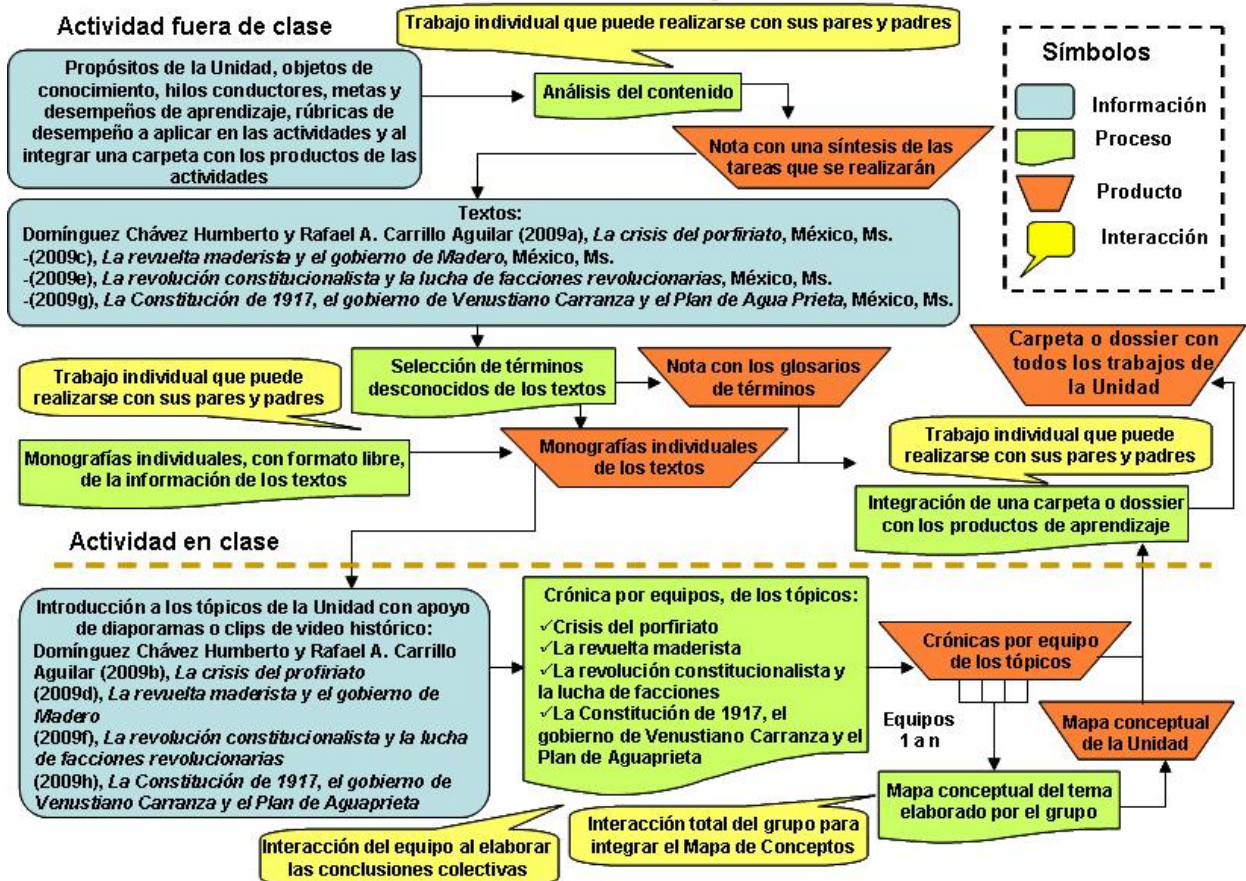 Actividad fuera de clase
Trabajo individual que puede realizarse con sus pares y padres
Propósitos de la Unidad, objetos de
conocimiento, hilos conductores, metas y
desempeños de aprendizaje, rúbricas de
desempeño a aplicar en las actividades y al
integrar una carpeta con los productos de las
actividades
Análisis del contenido
Nota con una síntesis de las
tareas que se realizarán
Símbolos
Información
Proceso
Producto
Interacción
Textos:
Domínguez Chávez Humberto y Rafael A. Carrillo Aguilar (2009a), La crisis del porfiriato, México, Ms.
-(2009c), La revuelta maderista y el gobierno de Madero, México, Ms.
-(2009e), La revolución constitucionalista y la lucha de facciones revolucionarias, México, Ms.
-(2009g), La Constitución de 1917, el gobierno de Venustiano Carranza y el Plan de Agua Prieta, México, Ms.
Trabajo individual que puede
realizarse con sus pares y padres
Selección de términos
desconocidos de los textos
Nota con los glosarios de
términos
Carpeta o dossier con
todos los trabajos de
la Unidad
Monografías individuales, con formato libre,
de la información de los textos
Monografías individuales
de los textos
Trabajo individual que puede
realizarse con sus pares y padres
Integración de una carpeta o dossier
con los productos de aprendizaje
Actividad en clase
Introducción a los tópicos de la Unidad con apoyo
de diaporamas o clips de video histórico:
Domínguez Chávez Humberto y Rafael A. Carrillo
Aguilar (2009b), La crisis del profiriato
(2009d), La revuelta maderista y el gobierno de
Madero
(2009f), La revolución constitucionalista y la lucha
de facciones revolucionarias
(2009h), La Constitución de 1917, el gobierno de
Venustiano Carranza y el Plan de Aguaprieta
Crónica por equipos, de los tópicos:
✓Crisis del porfiriato
✓La revuelta maderista
✓La revolución constitucionalista y
la lucha de facciones
✓La Constitución de 1917, el
gobierno de Venustiano Carranza y el
Plan de Aguaprieta
Crónicas por equipo
de los tópicos
Equipos
1 a n
Mapa conceptual
de la Unidad
Mapa conceptual del tema
elaborado por el grupo
Interacción del equipo al elaborar
las conclusiones colectivas
Interacción total del grupo para
integrar el Mapa de Conceptos